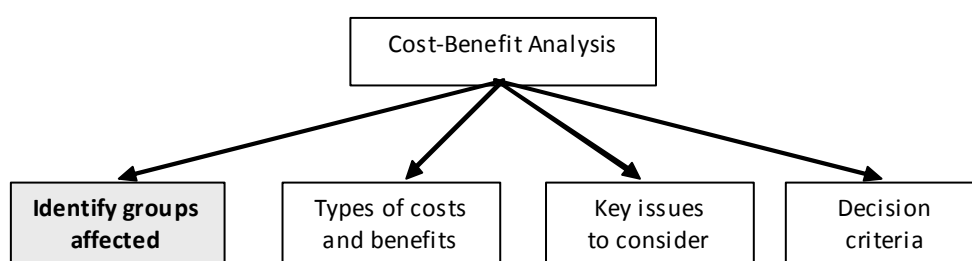 Cost-Benefit Analysis
Identify groups
affected
Types of costs
and benefits
Key issues
to consider
Decision
criteria